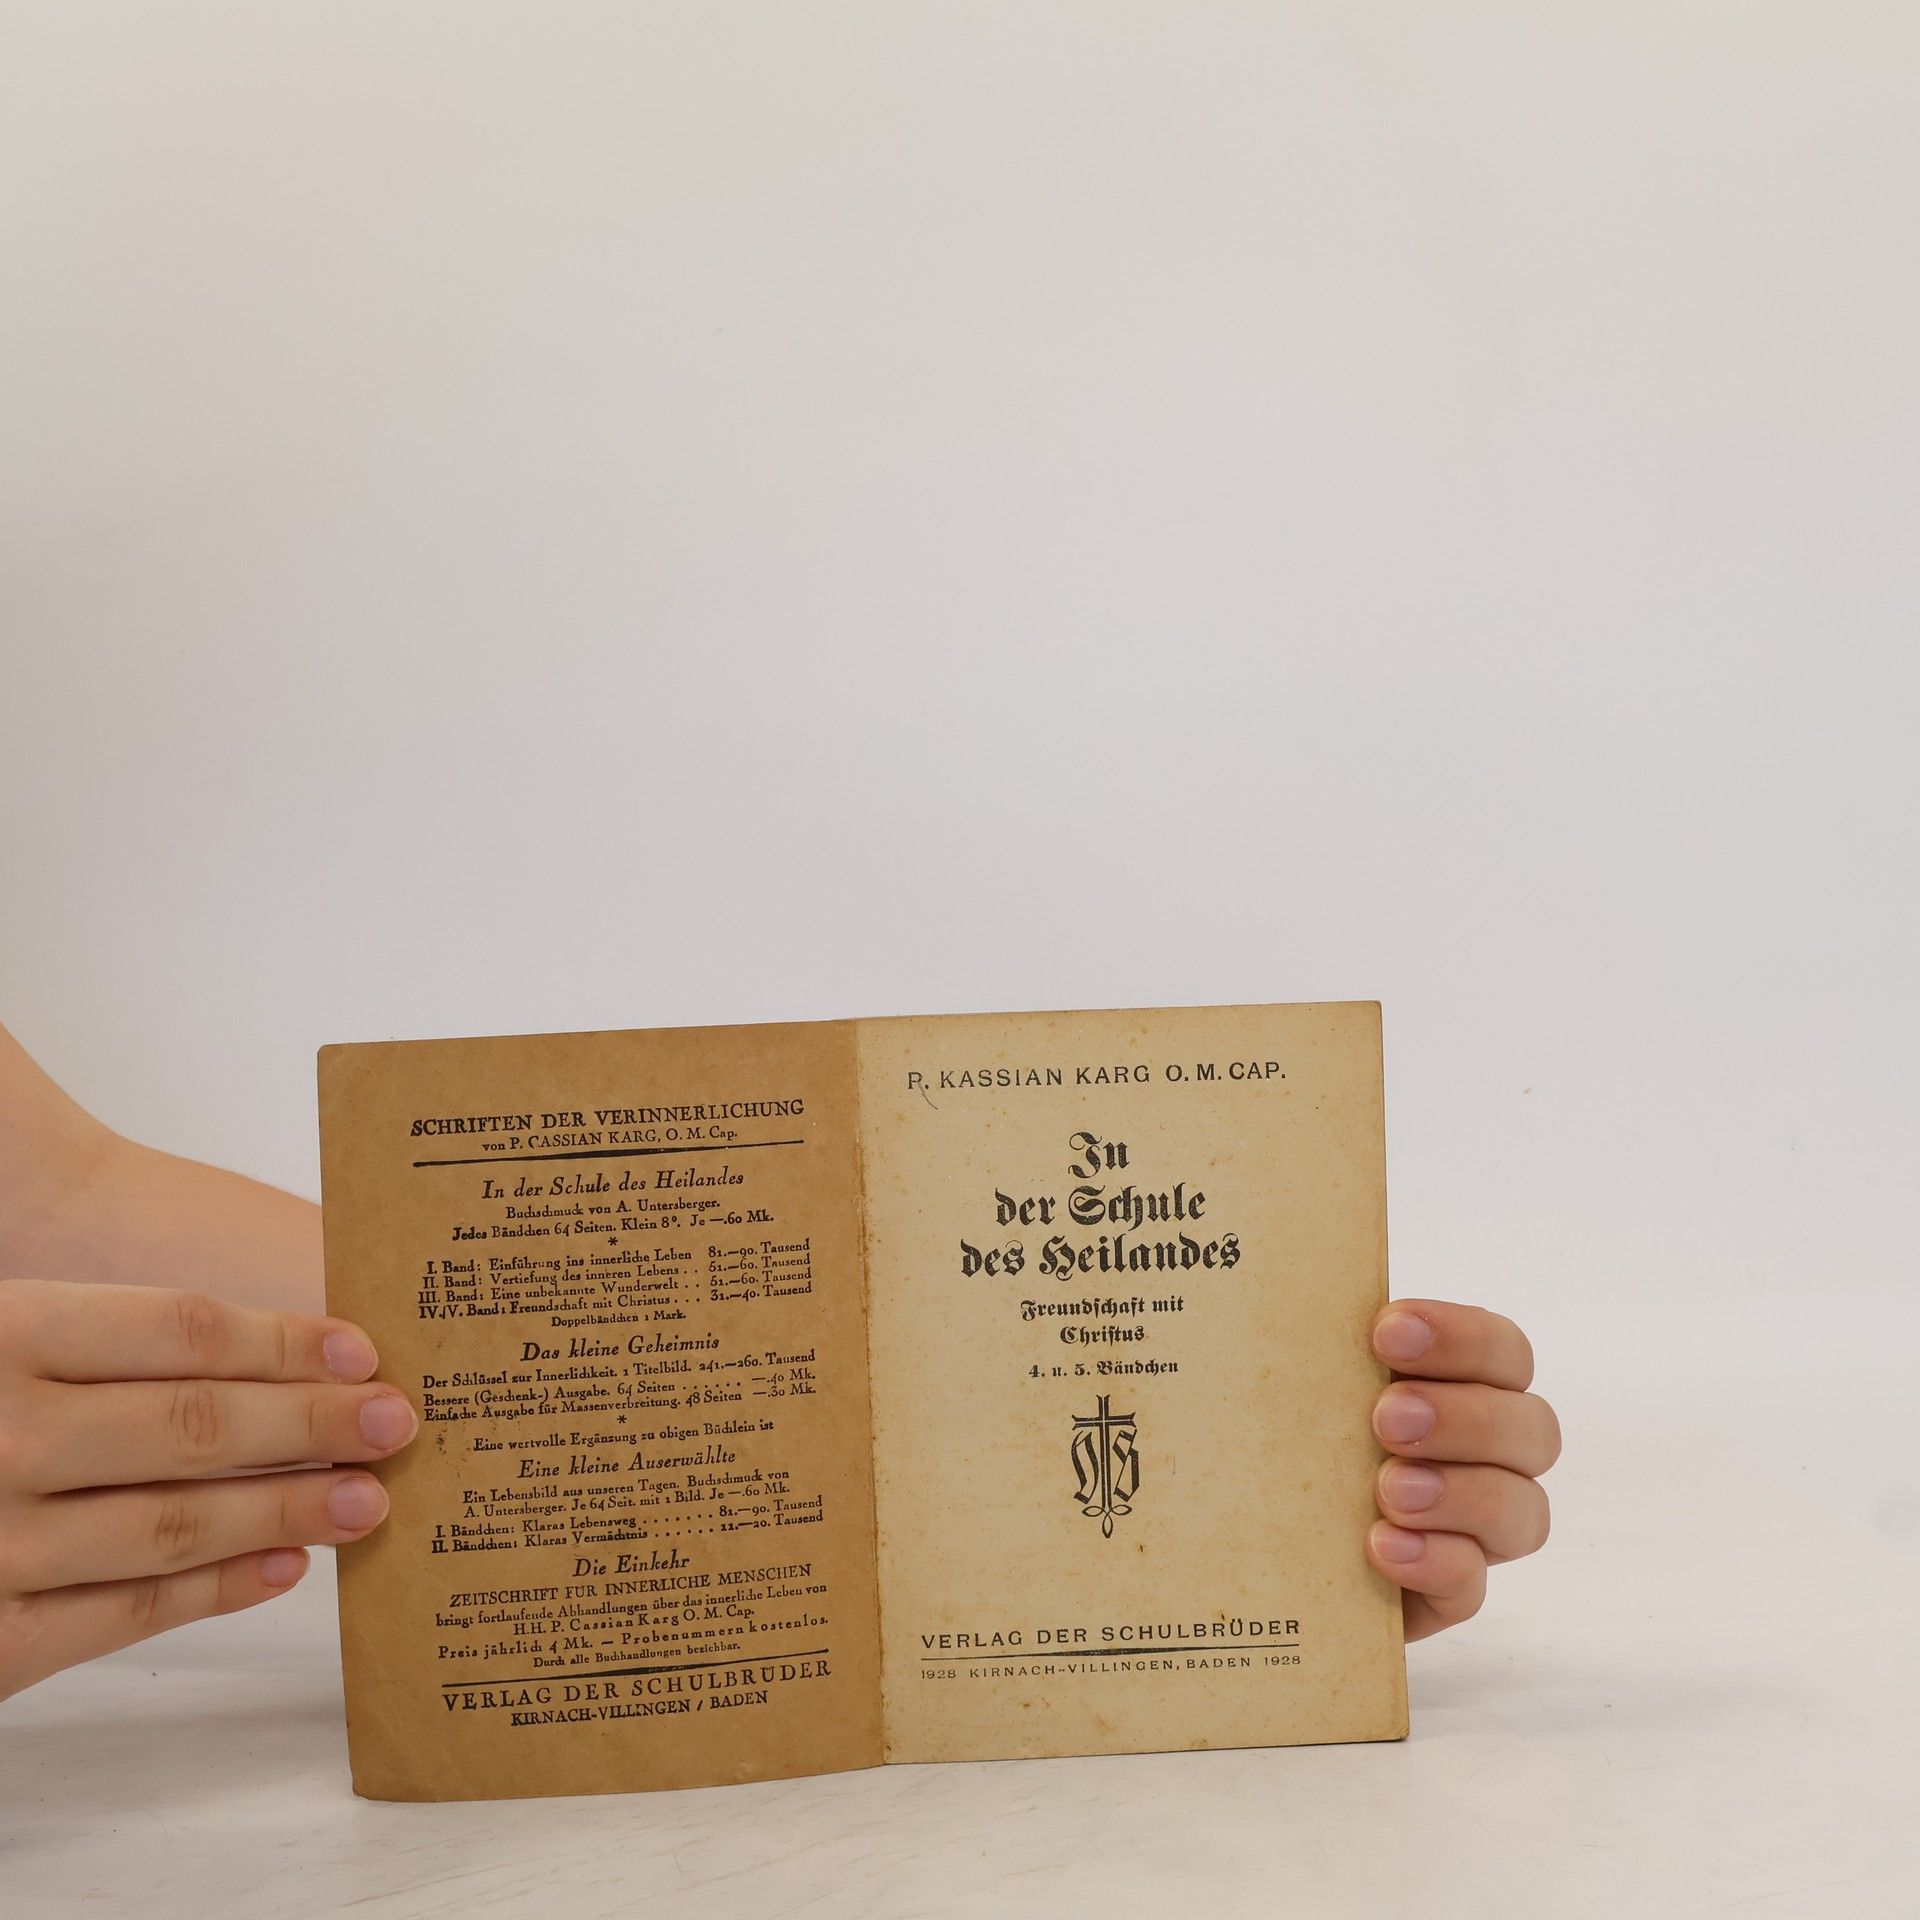 SCHRIFTEN DER VERINNERLICHUNG
von P. CASSIAN KARG, O. M. Cap.
In der Schule des Heilandes
Buchschmuck von A. Untersberger.
Jedes Bändchen 64 Seiten. Klein 8°. Je —.60 Mk.
*
I. Band: Einführung ins innerliche Leben 81.—90. Tausend
II. Band: Vertiefung des inneren Lebens . . 51.—60. Tausend
III. Band: Eine unbekannte Wunderwelt . . 51.—60. Tausend
IV./V. Band: Freundschaft mit Christus . . . 31.—40. Tausend
Doppelbändchen 1 Mark.
Das kleine Geheimnis
Der Schlüssel zur Innerlichkeit. 1 Titelbild. 241.—260. Tausend
Bessere (Geschenk-) Ausgabe. 64 Seiten . . . . . . —.40 Mk.
Einfache Ausgabe für Massenverbreitung. 48 Seiten —.30 Mk.
*
Eine wertvolle Ergänzung zu obigen Büchlein ist
Eine kleine Auserwählte
Ein Lebensbild aus unseren Tagen. Buchschmuck von
A. Untersberger. Je 64 Seit. mit 1 Bild. Je —.60 Mk.
I. Bändchen: Klaras Lebensweg . . . . . . . 81.—90. Tausend
II. Bändchen: Klaras Vermächtnis . . . . . . 11.—20. Tausend
Die Einkehr
ZEITSCHRIFT FÜR INNERLICHE MENSCHEN
bringt fortlaufende Abhandlungen über das innerliche Leben von
H.H. P. Cassian Karg O. M. Cap.
Preis jährlich 4 Mk. — Probenummern kostenlos.
Durch alle Buchhandlungen beziehbar.
VERLAG DER SCHULBRÜDER
KIRNACH-VILLINGEN / BADEN
P. KASSIAN KARG O. M. CAP.
In
der Schule
des Heilandes
Freundschaft mit
Christus
4. u. 5. Bändchen
VERLAG DER SCHULBRÜDER
1928 KIRNACH-VILLINGEN, BADEN 1928